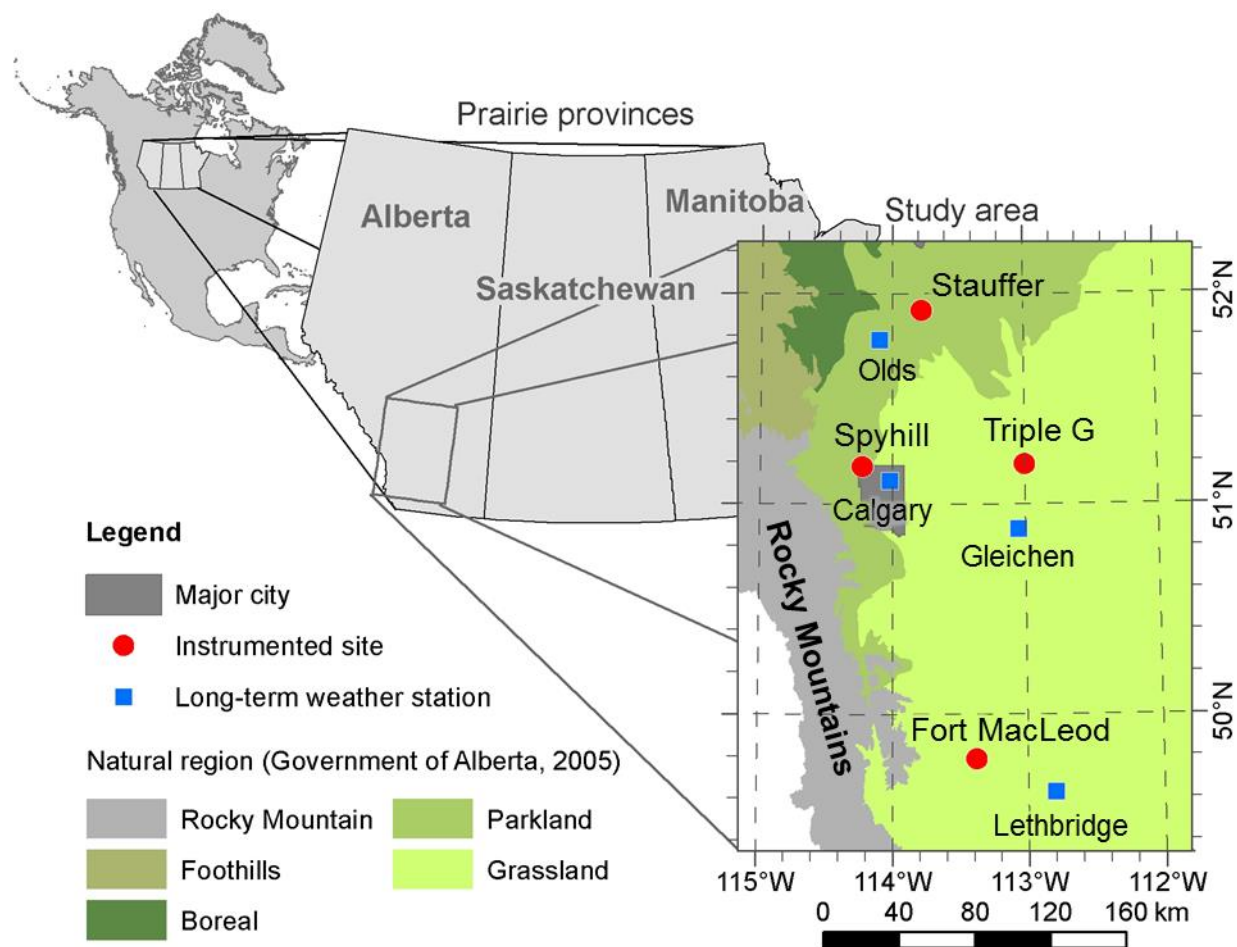 Prairie provinces
Alberta
Manitoba
Saskatchewan
Study area
Stauffer
Olds
Spyhill
Triple G
Calgary
Gleichen
Rocky Mountains
Fort MacLeod
Lethbridge
52°N
51°N
50°N
115°W
114°W
113°W
112°W
0 40 80 120 160 km
Legend
Major city
Instrumented site
Long-term weather station
Natural region (Government of Alberta, 2005)
Rocky Mountain
Parkland
Foothills
Grassland
Boreal